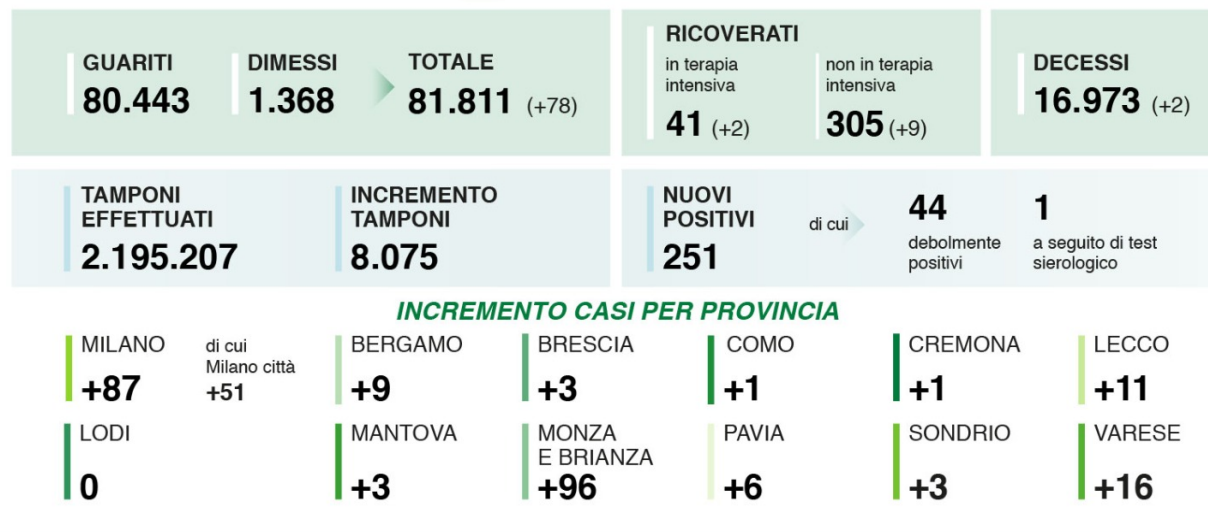 GUARITI
80.443
DIMESSI
1.368
TOTALE
81.811 (+78)
RICOVERATI
in terapia
intensiva
41 (+2)
non in terapia
intensiva
305 (+9)
DECESSI
16.973 (+2)
TAMPONI
EFFETTUATI
2.195.207
INCREMENTO
TAMPONI
8.075
NUOVI
POSITIVI
251
di cui
44
debolmente
positivi
1
a seguito di test
sierologico
INCREMENTO CASI PER PROVINCIA
MILANO
+87
di cui
Milano città
+51
BERGAMO
+9
BRESCIA
+3
COMO
+1
CREMONA
+1
LECCO
+11
LODI
0
MANTOVA
+3
MONZA
E BRIANZA
+96
PAVIA
+6
SONDRIO
+3
VARESE
+16